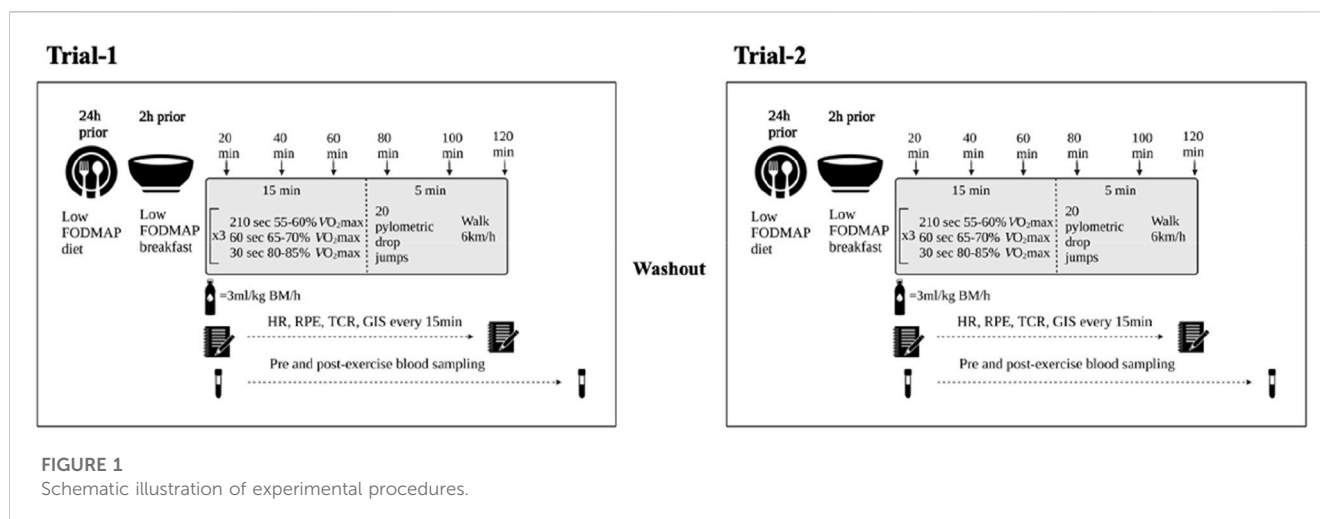 Trial-1
24h prior
2h prior
20 min
40 min
60 min
80 min
100 min
120 min
Low FODMAP diet
Low FODMAP breakfast
15 min
5 min
x3
210 sec 55-60% V̇O₂max
60 sec 65-70% V̇O₂max
30 sec 80-85% V̇O₂max
20
pylometric
drop
jumps
Walk
6km/h
=3ml/kg BM/h
HR, RPE, TCR, GIS every 15min
Pre and post-exercise blood sampling
Washout
Trial-2
24h prior
2h prior
20 min
40 min
60 min
80 min
100 min
120 min
Low FODMAP diet
Low FODMAP breakfast
15 min
5 min
x3
210 sec 55-60% V̇O₂max
60 sec 65-70% V̇O₂max
30 sec 80-85% V̇O₂max
20
pylometric
drop
jumps
Walk
6km/h
=3ml/kg BM/h
HR, RPE, TCR, GIS every 15min
Pre and post-exercise blood sampling
FIGURE 1
Schematic illustration of experimental procedures.